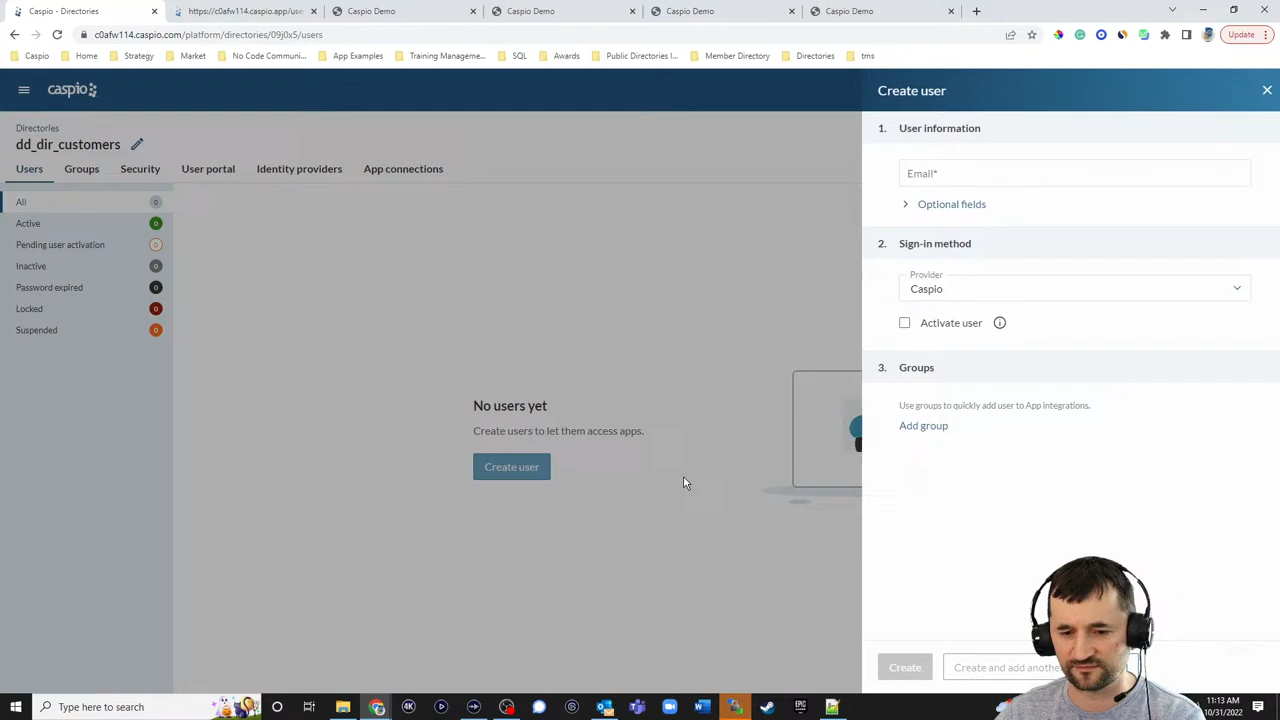 Caspio - Directories
https://c0afw114.caspio.app/use
Caspio Demo
Caspio Demo
Caspio Demo
Caspio Demo
c0afw114.caspio.com/platform/directories/09j0x5/users
Update
Caspio
Home
Strategy
Market
No Code Communi...
App Examples
Training Manageme...
SQL
Awards
Public Directories I...
Member Directory
Directories
tms
caspio
Create user
Directories
dd_dir_customers
Users
Groups
Security
User portal
Identity providers
App connections
All 0
Active 0
Pending user activation 0
Inactive 0
Password expired 0
Locked 0
Suspended 0
No users yet
Create users to let them access apps.
Create user
1. User information
Email*
Optional fields
2. Sign-in method
Provider
Caspio
Activate user
3. Groups
Use groups to quickly add user to App integrations.
Add group
Create
Create and add anothe
Type here to search
4K
EPIC
11:13 AM
10/31/2022